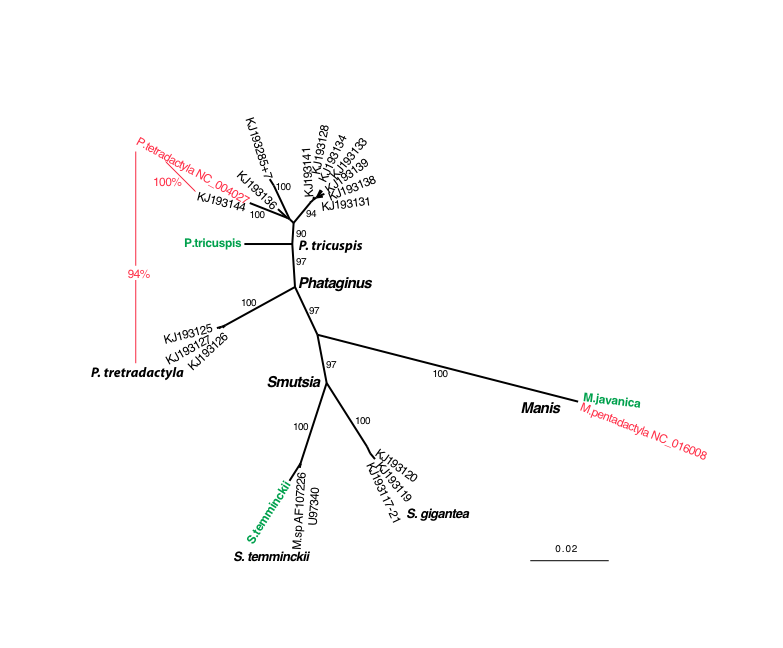 KJ193285+7
KJ193141
KJ193128
KJ193134
KJ193133
KJ193139
KJ193138
KJ193131
P.tetradactyla NC_004027
100%
KJ193136
KJ193144
100
100
94
90
P.tricuspis
P. tricuspis
97
94%
Phataginus
100
97
KJ193125
KJ193127
KJ193126
P. tretradactyla
97
100
Smutsia
M.javanica
Manis
M.pentadactyla NC_016008
100
100
KJ193120
KJ193119
KJ193117-21
S. gigantea
S.temminckii
M.sp AF107226
U97340
S. temminckii
0.02